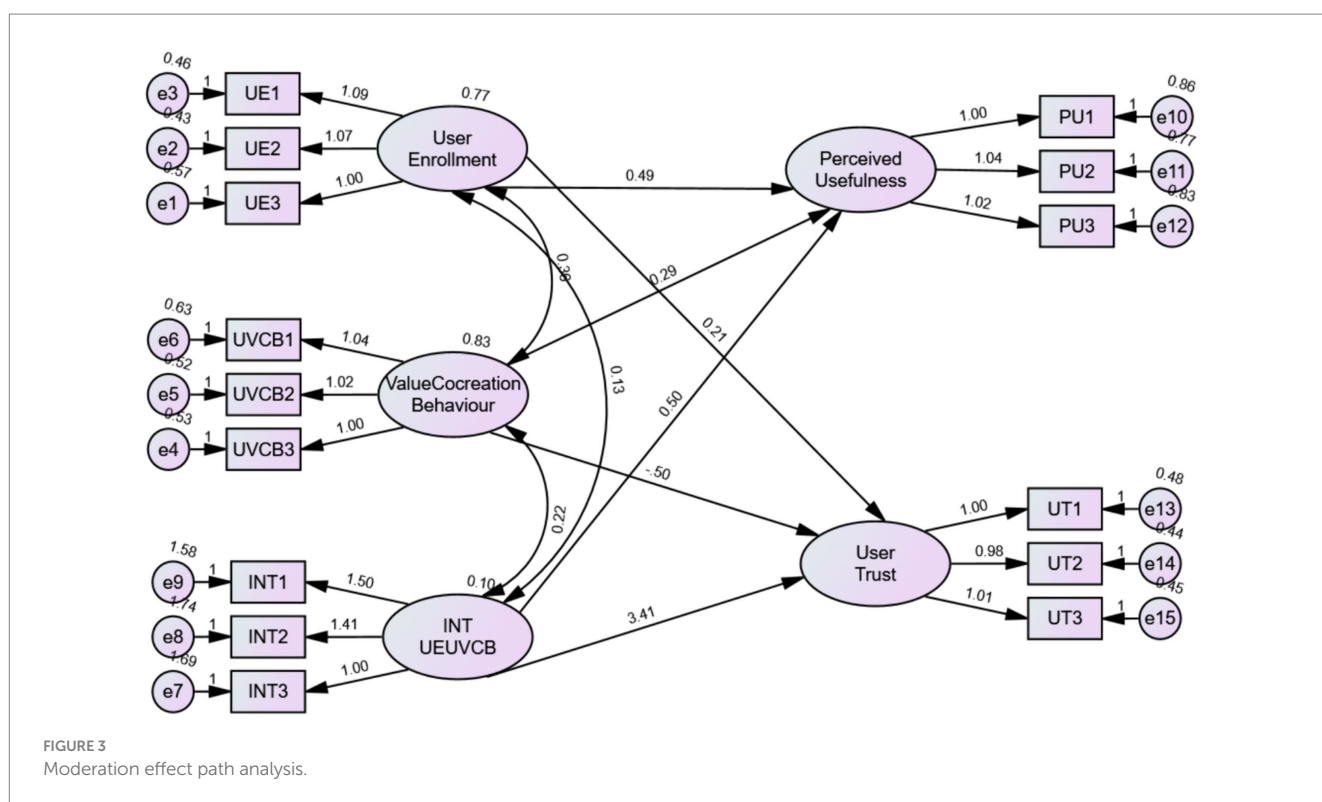 0.46
e3
1
UE1
1.09
0.43
e2
1
UE2
1.07
0.57
e1
1
UE3
1.00
0.77
User
Enrollment
0.63
e6
1
UVCB1
1.04
0.52
e5
1
UVCB2
1.02
0.53
e4
1
UVCB3
1.00
0.83
ValueCocreation
Behaviour
1.58
e9
1
INT1
1.50
1.74
e8
1
INT2
1.41
1.69
e7
1
INT3
1.00
0.10
INT
UEUVCB
0.49
0.29
0.21
0.13
0.50
-.50
0.22
3.41
Perceived
Usefulness
1.00
PU1
1
0.86
e10
1.04
PU2
1
0.77
e11
1.02
PU3
1
0.83
e12
User
Trust
1.00
UT1
1
0.48
e13
0.98
UT2
1
0.44
e14
1.01
UT3
1
0.45
e15
FIGURE 3
Moderation effect path analysis.